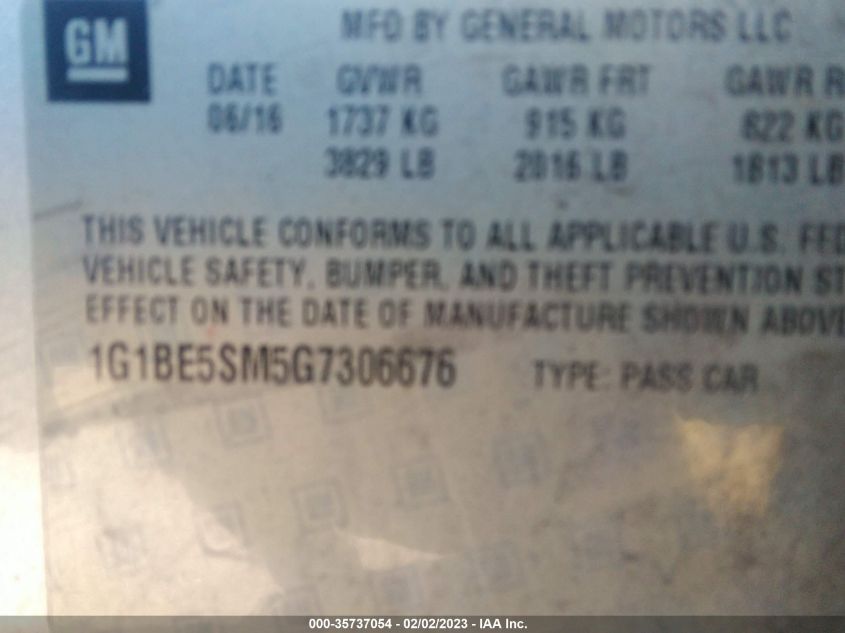 GM
MFD BY GENERAL MOTORS LLC
DATE GVWR GAWR FRT GAWR R
06/16 1737 KG 915 KG 822 KG
3829 LB 2016 LB 1813 LB
THIS VEHICLE CONFORMS TO ALL APPLICABLE U.S. FED
VEHICLE SAFETY, BUMPER, AND THEFT PREVENTION ST
EFFECT ON THE DATE OF MANUFACTURE SHOWN ABOVE
1G1BE5SM5G7306676 TYPE: PASS CAR
000-35737054 - 02/02/2023 - IAA Inc.